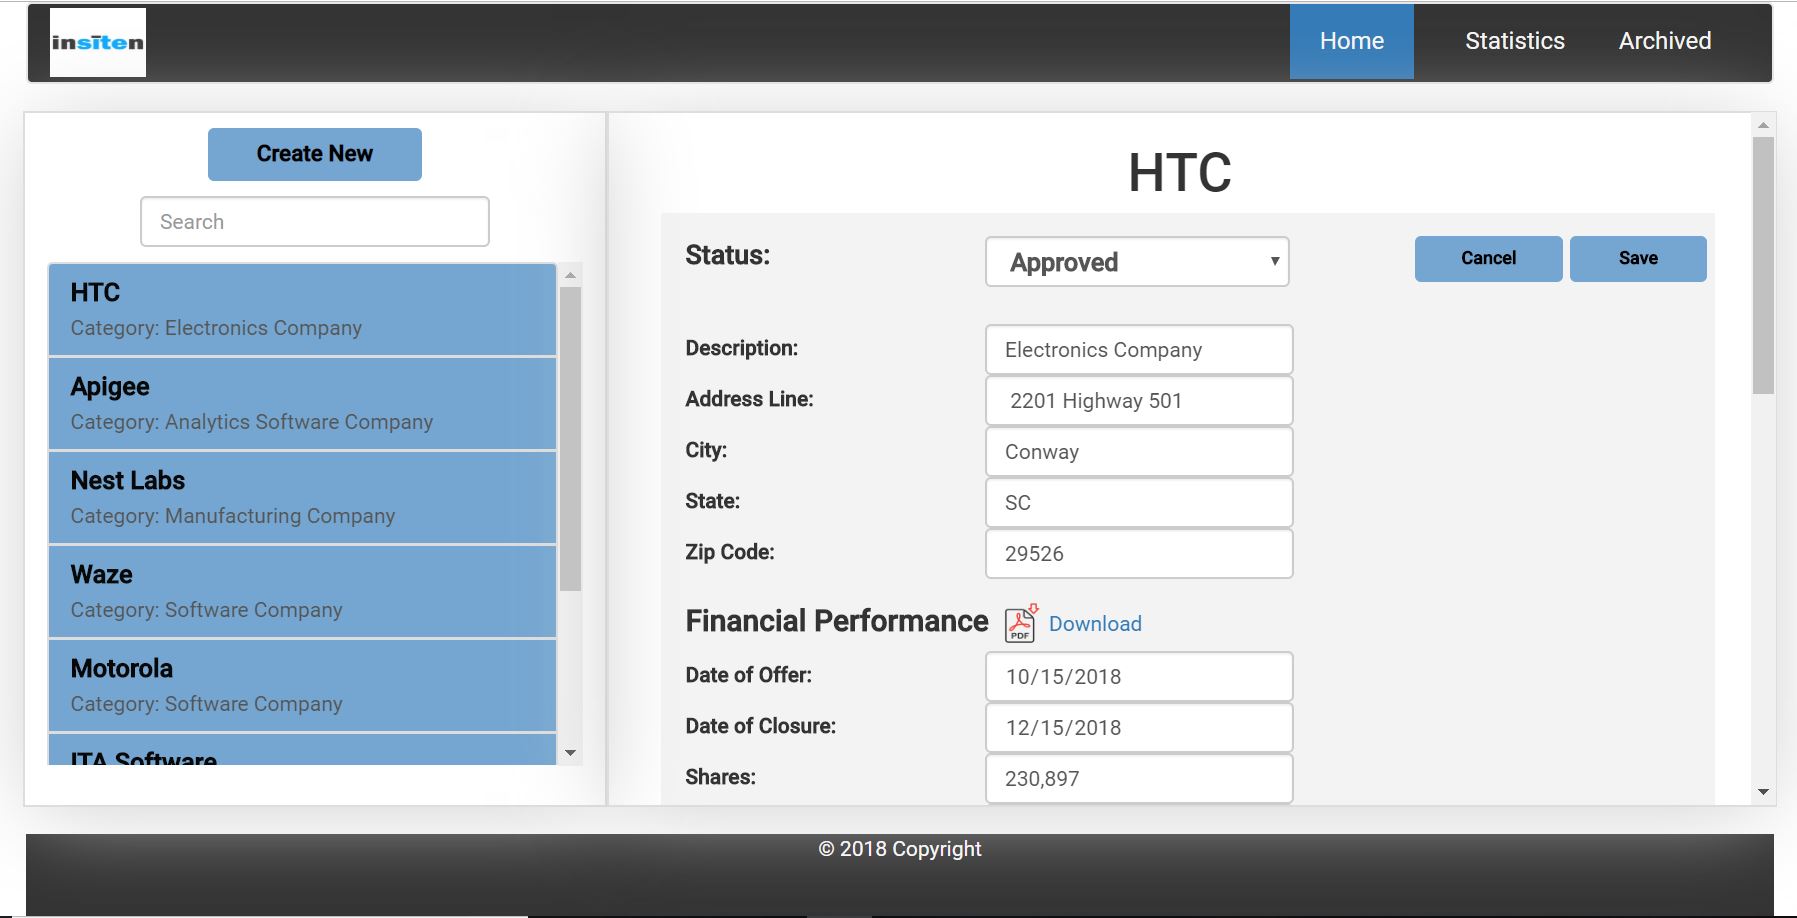 insīten
Home Statistics Archived
Create New
Search
HTC
Category: Electronics Company
Apigee
Category: Analytics Software Company
Nest Labs
Category: Manufacturing Company
Waze
Category: Software Company
Motorola
Category: Software Company
ITA Software
HTC
Status: Approved Cancel Save
Description: Electronics Company
Address Line: 2201 Highway 501
City: Conway
State: SC
Zip Code: 29526
Financial Performance PDF Download
Date of Offer: 10/15/2018
Date of Closure: 12/15/2018
Shares: 230,897
© 2018 Copyright